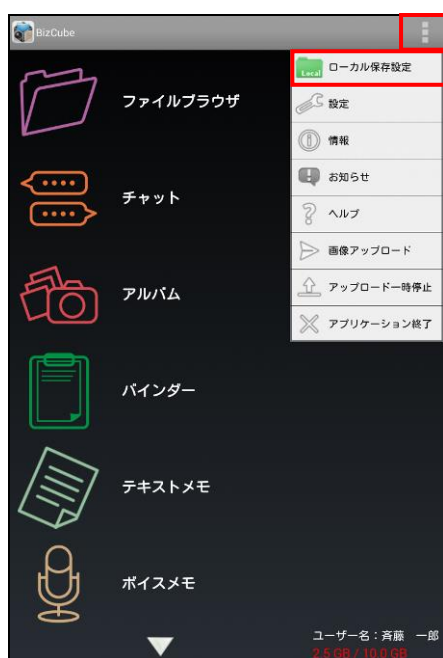 BizCube
Local
ローカル保存設定
設定
情報
お知らせ
ヘルプ
画像アップロード
アップロード一時停止
アプリケーション終了
ファイルブラウザ
チャット
アルバム
バインダー
テキストメモ
ボイスメモ
ユーザー名：斉藤　一郎
2.5 GB / 10.0 GB